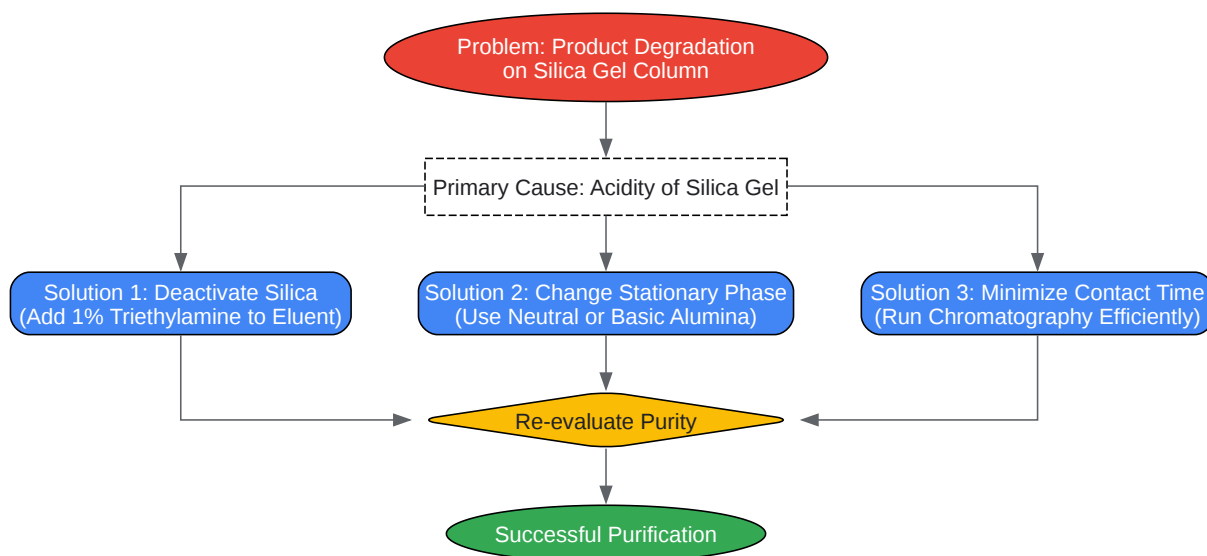 Problem: Product Degradation
on Silica Gel Column
Primary Cause: Acidity of Silica Gel
Solution 1: Deactivate Silica
(Add 1% Triethylamine to Eluent)
Solution 2: Change Stationary Phase
(Use Neutral or Basic Alumina)
Solution 3: Minimize Contact Time
(Run Chromatography Efficiently)
Re-evaluate Purity
Successful Purification